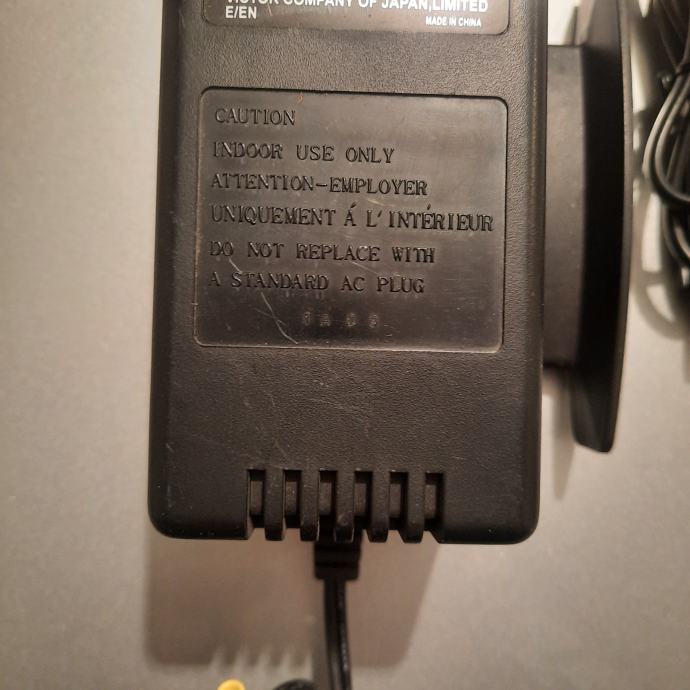 VICTOR COMPANY OF JAPAN,LIMITED
E/EN
MADE IN CHINA
CAUTION
INDOOR USE ONLY
ATTENTION-EMPLOYER
UNIQUEMENT Á L'INTÉRIEUR
DO NOT REPLACE WITH
A STANDARD AC PLUG